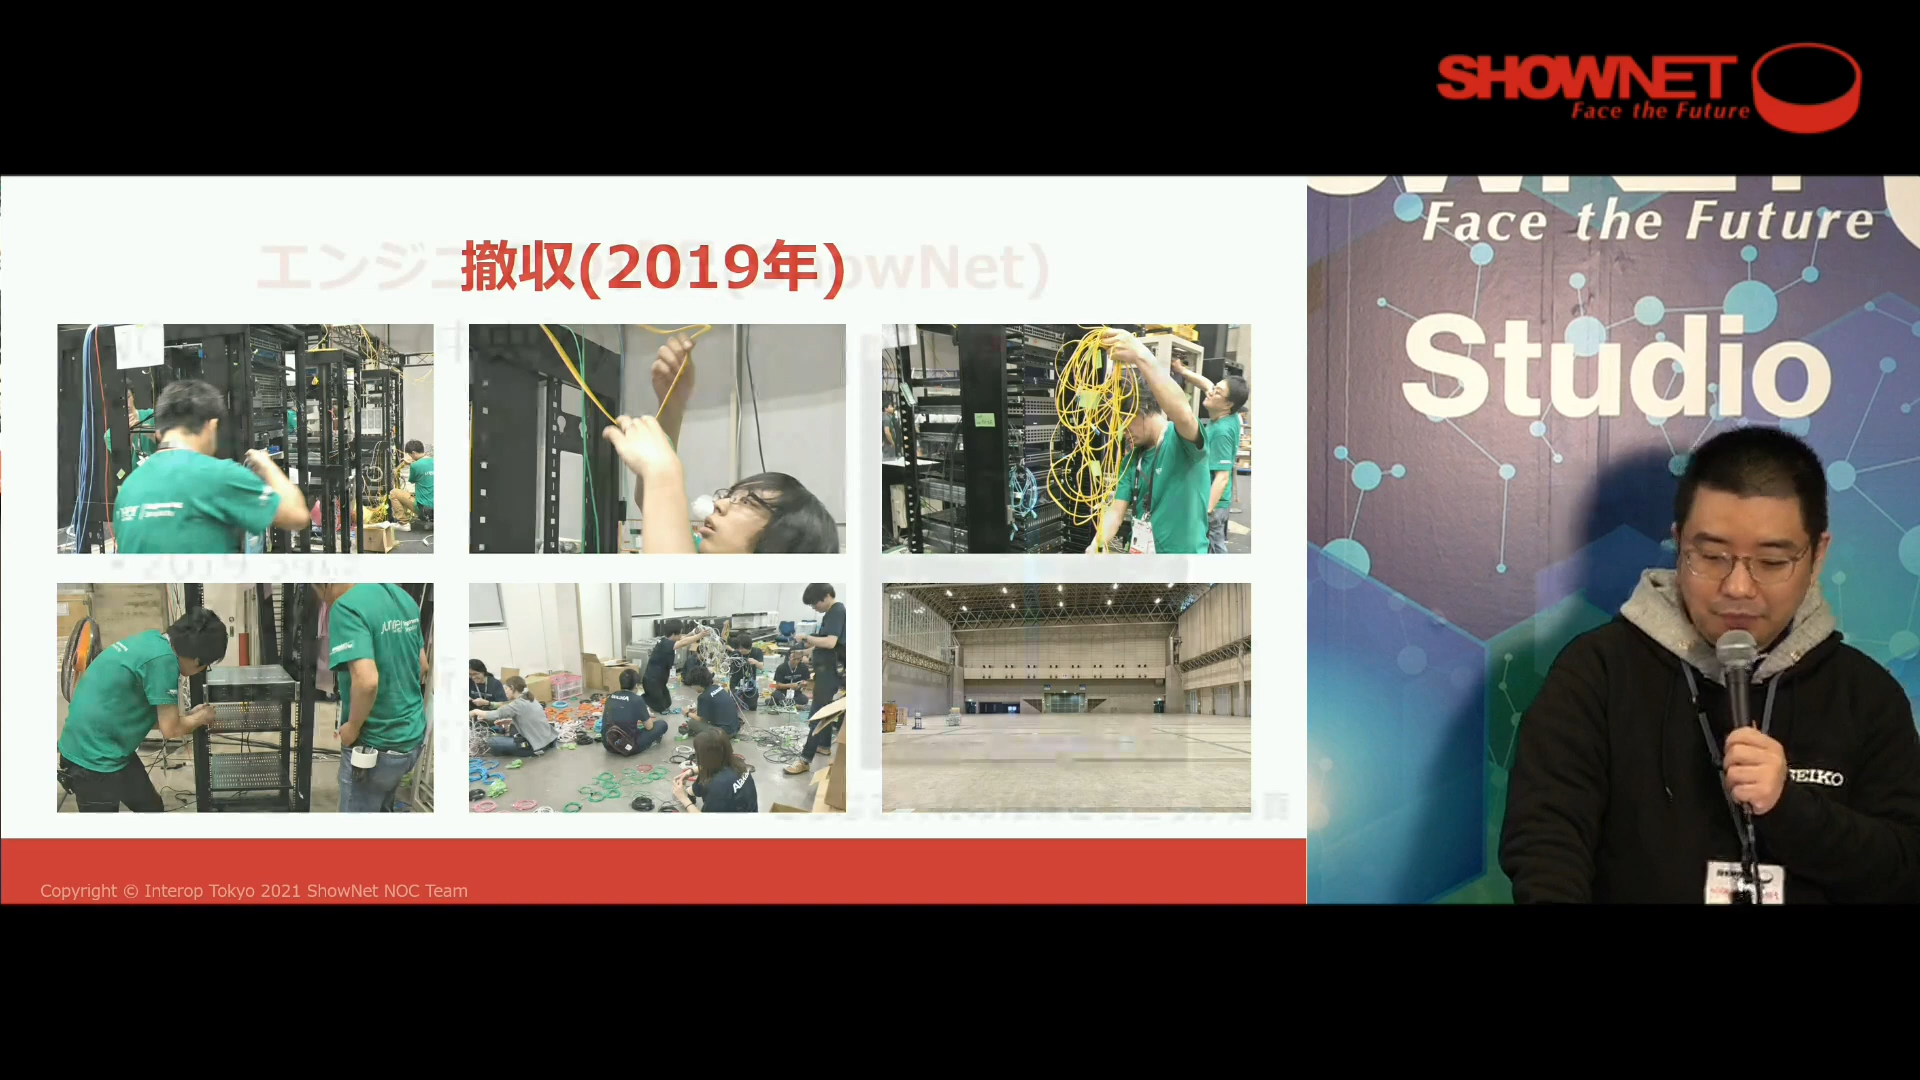 SHOWNET
Face the Future
撤収(2019年)
Face the Future
Studio
SEIKO
Copyright © Interop Tokyo 2021 ShowNet NOC Team